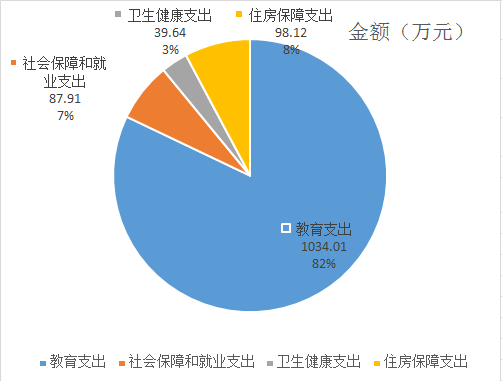 卫生健康支出
39.64
3%
住房保障支出
98.12
8%
金额（万元）
社会保障和就
业支出
87.91
7%
教育支出
1034.01
82%
教育支出 社会保障和就业支出 卫生健康支出 住房保障支出